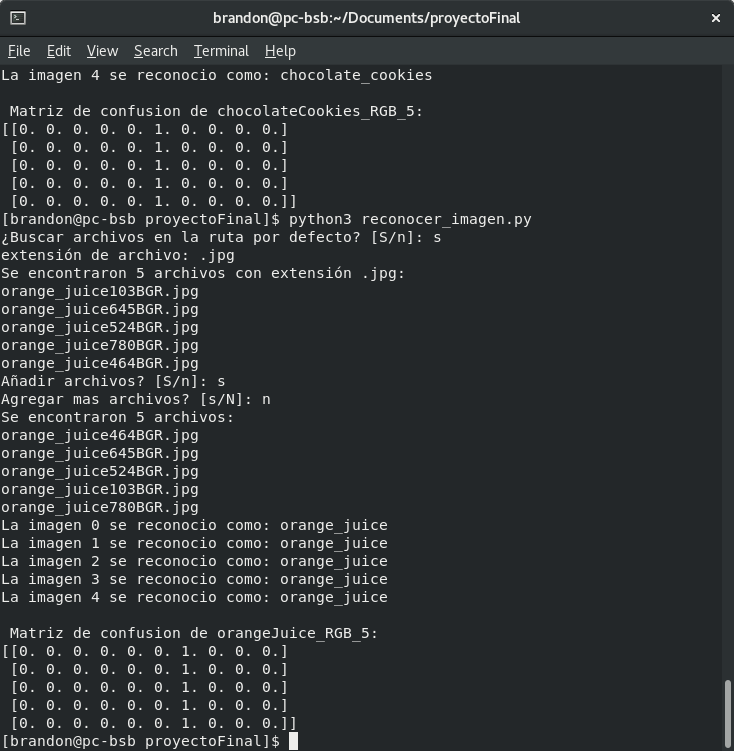 brandon@pc-bsb:~/Documents/proyectoFinal
File Edit View Search Terminal Help
La imagen 4 se reconocio como: chocolate_cookies
Matriz de confusion de chocolateCookies_RGB_5:
[[0. 0. 0. 0. 0. 1. 0. 0. 0. 0.]
[0. 0. 0. 0. 0. 1. 0. 0. 0. 0.]
[0. 0. 0. 0. 0. 1. 0. 0. 0. 0.]
[0. 0. 0. 0. 0. 1. 0. 0. 0. 0.]
[0. 0. 0. 0. 0. 1. 0. 0. 0. 0.]]
[brandon@pc-bsb proyectoFinal]$ python3 reconocer_imagen.py
¿Buscar archivos en la ruta por defecto? [S/n]: s
extensión de archivo: .jpg
Se encontraron 5 archivos con extensión .jpg:
orange_juice103BGR.jpg
orange_juice645BGR.jpg
orange_juice524BGR.jpg
orange_juice780BGR.jpg
orange_juice464BGR.jpg
Añadir archivos? [S/n]: s
Agregar mas archivos? [s/N]: n
Se encontraron 5 archivos:
orange_juice464BGR.jpg
orange_juice645BGR.jpg
orange_juice524BGR.jpg
orange_juice103BGR.jpg
orange_juice780BGR.jpg
La imagen 0 se reconocio como: orange_juice
La imagen 1 se reconocio como: orange_juice
La imagen 2 se reconocio como: orange_juice
La imagen 3 se reconocio como: orange_juice
La imagen 4 se reconocio como: orange_juice
Matriz de confusion de orangeJuice_RGB_5:
[[0. 0. 0. 0. 0. 0. 1. 0. 0. 0.]
[0. 0. 0. 0. 0. 0. 1. 0. 0. 0.]
[0. 0. 0. 0. 0. 0. 1. 0. 0. 0.]
[0. 0. 0. 0. 0. 0. 1. 0. 0. 0.]
[0. 0. 0. 0. 0. 0. 1. 0. 0. 0.]]
[brandon@pc-bsb proyectoFinal]$